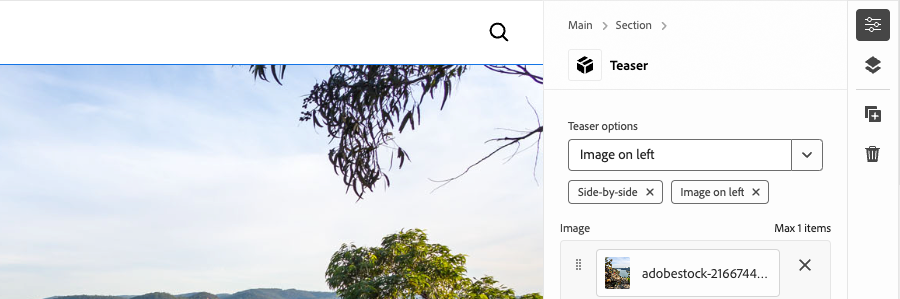 Main Section
Teaser
Teaser options
Image on left
Side-by-side Image on left
Image Max 1 items
adobestock-2166744...